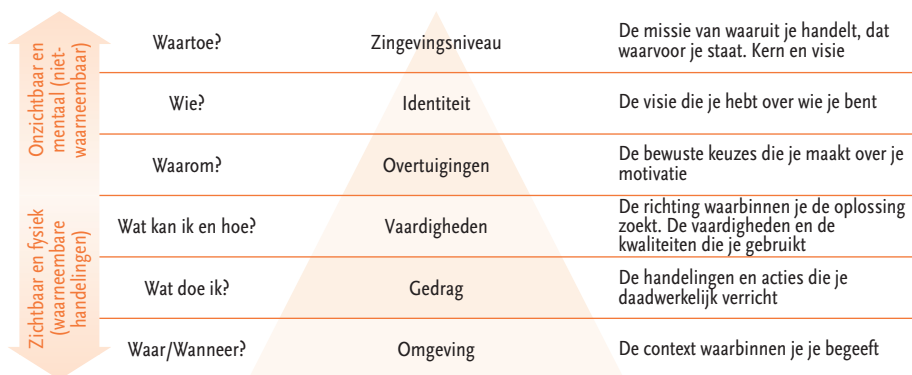 Onzichtbaar en
mentaal (niet-
waarneembaar)
Zichtbaar en fysiek
(waarneembare
handelingen)
Waartoe?
Zingevingsniveau
De missie van waaruit je handelt, dat
waarvoor je staat. Kern en visie
Wie?
Identiteit
De visie die je hebt over wie je bent
Waarom?
Overtuigingen
De bewuste keuzes die je maakt over je
motivatie
Wat kan ik en hoe?
Vaardigheden
De richting waarbinnen je de oplossing
zoekt. De vaardigheden en de
kwaliteiten die je gebruikt
Wat doe ik?
Gedrag
De handelingen en acties die je
daadwerkelijk verricht
Waar/Wanneer?
Omgeving
De context waarbinnen je je begeeft